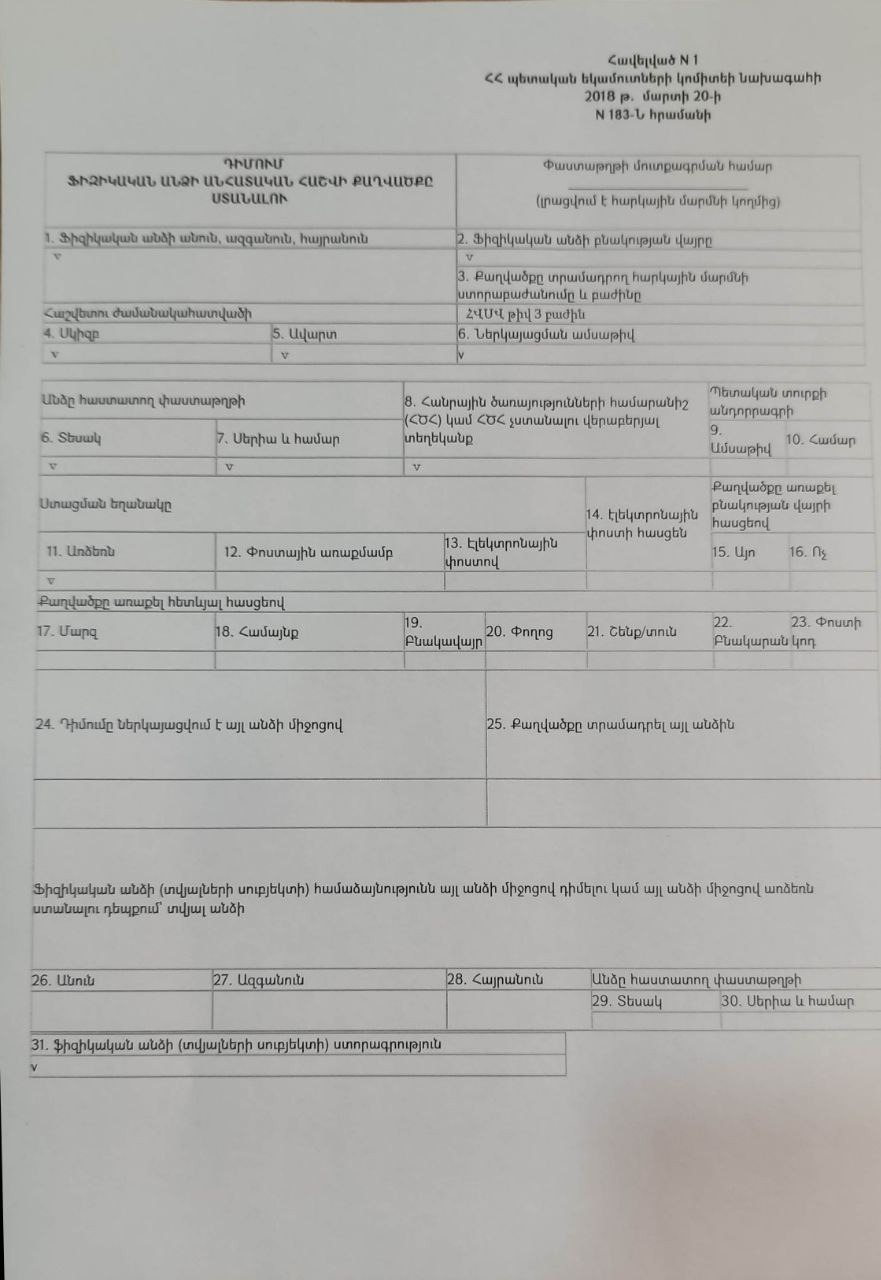 Հավելված N 1
ՀՀ պետական եկամուտների կոմիտեի նախագահի
2018 թ. մարտի 20-ի
N 183-Ն հրամանի
ԴԻՄՈՒՄ
ՖԻԶԻԿԱԿԱՆ ԱՆՁԻ ԱՆՀԱՏԱԿԱՆ ՀԱՇՎԻ ՔԱՂՎԱԾՔԸ
ՍՏԱՆԱԼՈՒ
Փաստաթղթի մուտքագրման համար
(լրացվում է հարկային մարմնի կողմից)
1. Ֆիզիկական անձի անուն, ազգանուն, հայրանուն
v
2. Ֆիզիկական անձի բնակության վայրը
v
3. Քաղվածքը տրամադրող հարկային մարմնի
ստորաբաժանումը և բաժինը
Հաշվետու ժամանակահատվածի
ՀՎՍՎ թիվ 3 բաժին
4. Սկիզբ
5. Ավարտ
6. Ներկայացման ամսաթիվ
v
v
v
Անձը հաստատող փաստաթղթի
8. Հանրային ծառայությունների համարանիշ
(ՀԾՀ) կամ ՀԾՀ չստանալու վերաբերյալ
տեղեկանք
Պետական տուրքի
անդորրագրի
6. Տեսակ
7. Սերիա և համար
9.
Ամսաթիվ
10. Համար
v
v
v
Ստացման եղանակը
14. էլեկտրոնային
փոստի հասցեն
Քաղվածքը առաքել
բնակության վայրի
հասցեով
11. Առձեռն
12. Փոստային առաքմամբ
13. Էլեկտրոնային
փոստով
15. Այո
16. Ոչ
v
Քաղվածքը առաքել հետևյալ հասցեով
17. Մարզ
18. Համայնք
19.
Բնակավայր
20. Փողոց
21. Շենք/տուն
22.
Բնակարան
23. Փոստի
կոդ
24. Դիմումը ներկայացվում է այլ անձի միջոցով
25. Քաղվածքը տրամադրել այլ անձին
Ֆիզիկական անձի (տվյալների սուբյեկտի) համաձայնությունն այլ անձի միջոցով դիմելու կամ այլ անձի միջոցով առձեռն
ստանալու դեպքում՝ տվյալ անձի
26. Անուն
27. Ազգանուն
28. Հայրանուն
Անձը հաստատող փաստաթղթի
29. Տեսակ
30. Սերիա և համար
31. ֆիզիկական անձի (տվյալների սուբյեկտի) ստորագրություն
v